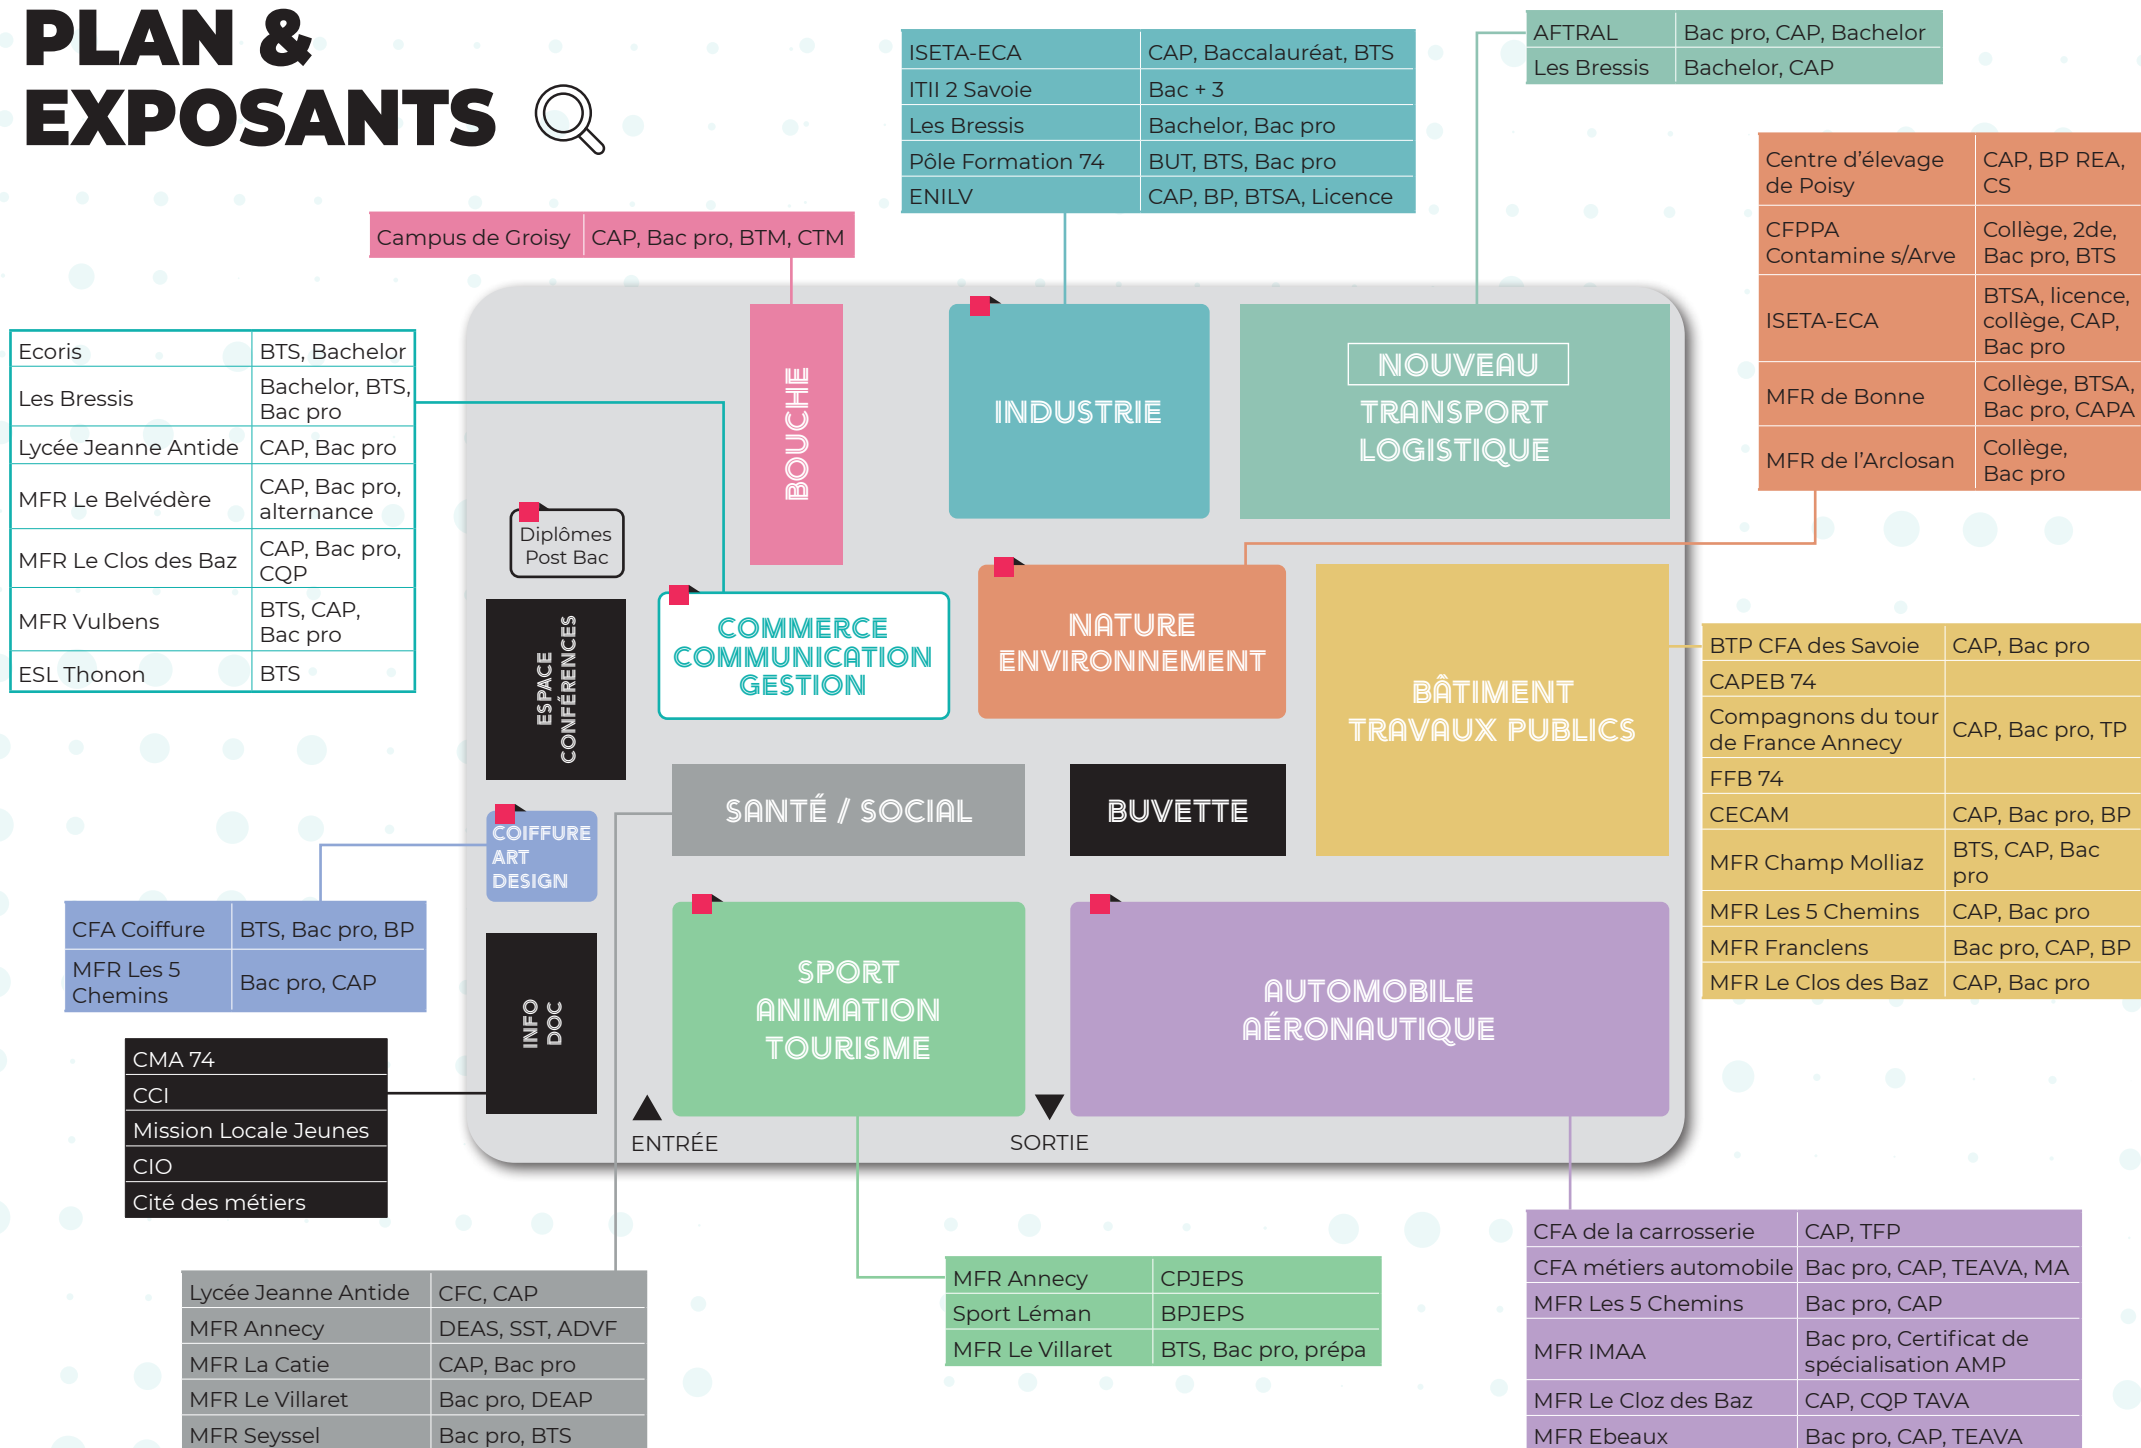 PLAN &
EXPOSANTS
ISETA-ECA CAP, Baccalauréat, BTS
ITII 2 Savoie Bac + 3
Les Bressis Bachelor, Bac pro
Pôle Formation 74 BUT, BTS, Bac pro
ENILV CAP, BP, BTSA, Licence
AFTRAL Bac pro, CAP, Bachelor
Les Bressis Bachelor, CAP
Campus de Groisy CAP, Bac pro, BTM, CTM
Centre d’élevage
de Poisy
CAP, BP REA,
CS
CFPPA
Contamine s/Arve
Collège, 2de,
Bac pro, BTS
ISETA-ECA
BTSA, licence,
collège, CAP,
Bac pro
MFR de Bonne
Collège, BTSA,
Bac pro, CAPA
MFR de l’Arclosan
Collège,
Bac pro
Ecoris BTS, Bachelor
Les Bressis
Bachelor, BTS,
Bac pro
Lycée Jeanne Antide CAP, Bac pro
MFR Le Belvédère
CAP, Bac pro,
alternance
MFR Le Clos des Baz
CAP, Bac pro,
CQP
MFR Vulbens
BTS, CAP,
Bac pro
ESL Thonon BTS
BOUCHE
INDUSTRIE
NOUVEAU
TRANSPORT
LOGISTIQUE
Diplômes
Post Bac
ESPACE
CONFÉRENCES
COMMERCE
COMMUNICATION
GESTION
NATURE
ENVIRONNEMENT
BÂTIMENT
TRAVAUX PUBLICS
SANTÉ / SOCIAL
BUVETTE
COIFFURE
ART
DESIGN
INFO
DOC
SPORT
ANIMATION
TOURISME
AUTOMOBILE
AÉRONAUTIQUE
ENTRÉE
SORTIE
BTP CFA des Savoie CAP, Bac pro
CAPEB 74
Compagnons du tour
de France Annecy
CAP, Bac pro, TP
FFB 74
CECAM CAP, Bac pro, BP
MFR Champ Molliaz
BTS, CAP, Bac
pro
MFR Les 5 Chemins CAP, Bac pro
MFR Franclens Bac pro, CAP, BP
MFR Le Clos des Baz CAP, Bac pro
CFA Coiffure BTS, Bac pro, BP
MFR Les 5
Chemins
Bac pro, CAP
CMA 74
CCI
Mission Locale Jeunes
CIO
Cité des métiers
Lycée Jeanne Antide CFC, CAP
MFR Annecy DEAS, SST, ADVF
MFR La Catie CAP, Bac pro
MFR Le Villaret Bac pro, DEAP
MFR Seyssel Bac pro, BTS
MFR Annecy CPJEPS
Sport Léman BPJEPS
MFR Le Villaret BTS, Bac pro, prépa
CFA de la carrosserie CAP, TFP
CFA métiers automobile Bac pro, CAP, TEAVA, MA
MFR Les 5 Chemins Bac pro, CAP
MFR IMAA
Bac pro, Certificat de
spécialisation AMP
MFR Le Cloz des Baz CAP, CQP TAVA
MFR Ebeaux Bac pro, CAP, TEAVA